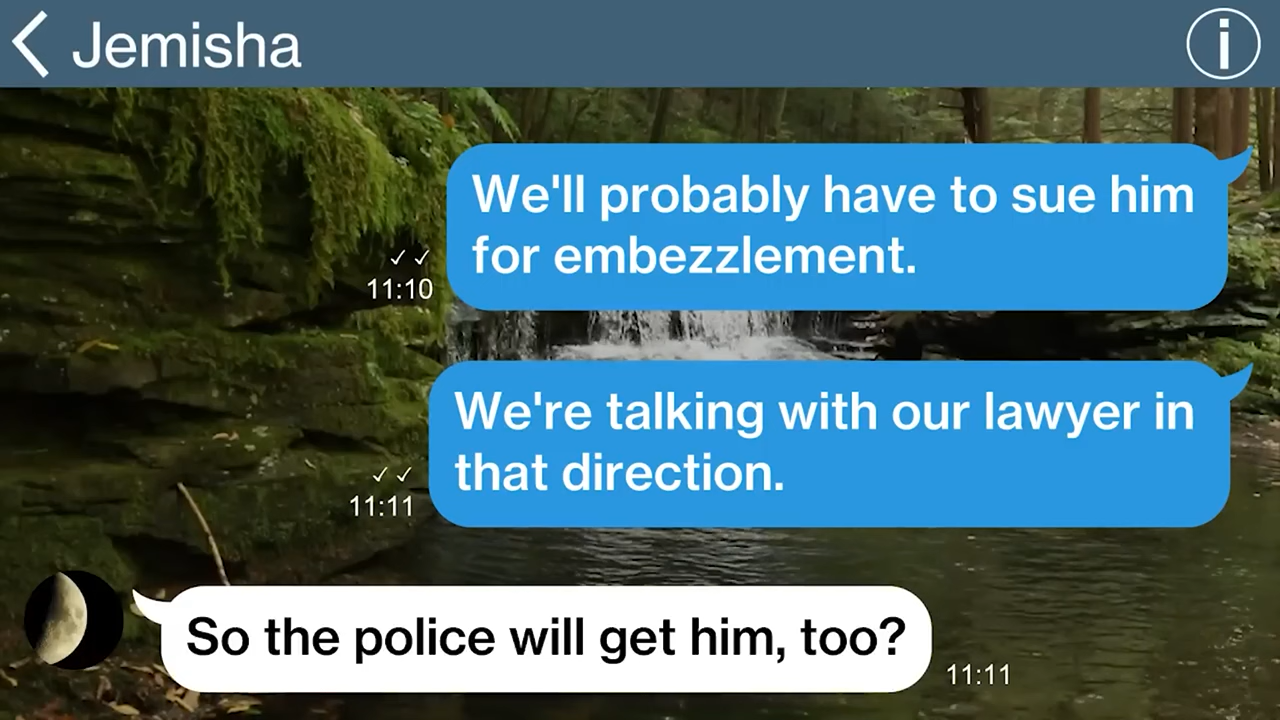 Jemisha
We'll probably have to sue him
for embezzlement.
11:10
We're talking with our lawyer in
that direction.
11:11
So the police will get him, too?
11:11